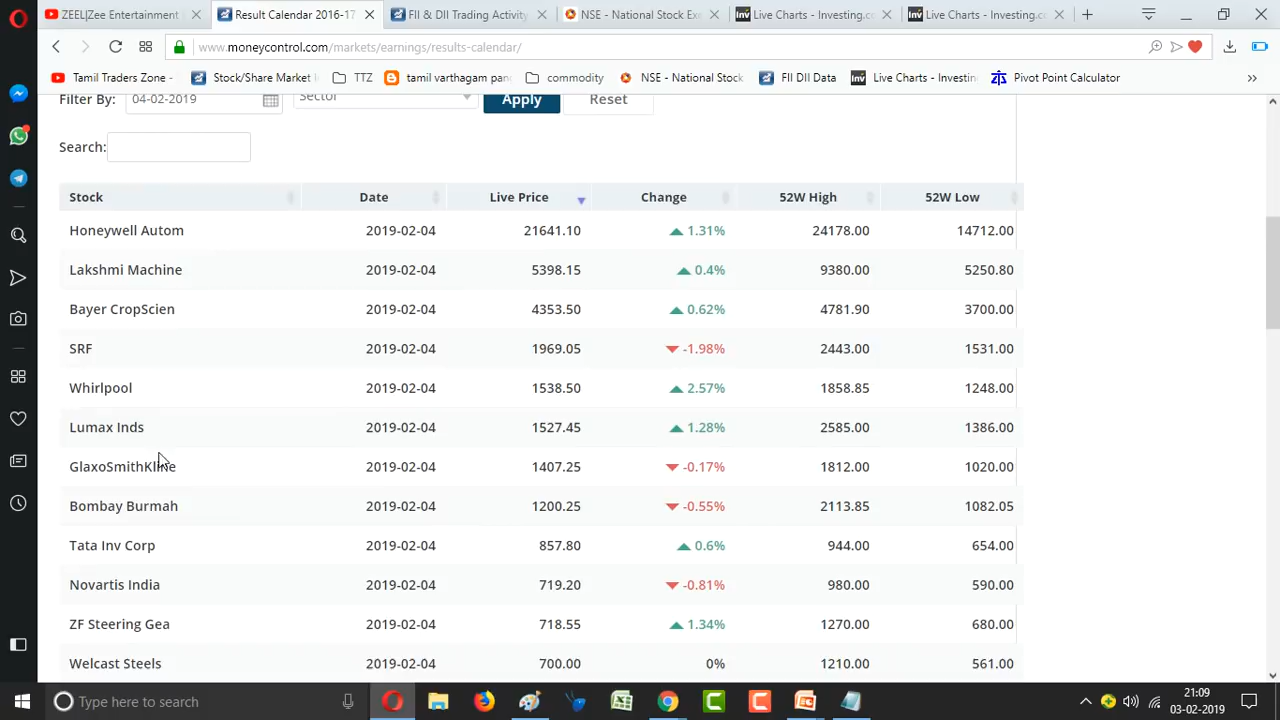 ZEEL|Zee Entertainment
Result Calendar 2016-17
FII & DII Trading Activity
NSE - National Stock Exc
Live Charts - Investing.co
Live Charts - Investing.c
www.moneycontrol.com/markets/earnings/results-calendar/
Tamil Traders Zone -
Stock/Share Market I
TTZ
tamil varthagam pan
commodity
NSE - National Stock
FII DII Data
Live Charts - Investin
Pivot Point Calculator
Filter By: 04-02-2019 Sector Apply Reset
Search:
Stock Date Live Price Change 52W High 52W Low
Honeywell Autom 2019-02-04 21641.10 1.31% 24178.00 14712.00
Lakshmi Machine 2019-02-04 5398.15 0.4% 9380.00 5250.80
Bayer CropScien 2019-02-04 4353.50 0.62% 4781.90 3700.00
SRF 2019-02-04 1969.05 -1.98% 2443.00 1531.00
Whirlpool 2019-02-04 1538.50 2.57% 1858.85 1248.00
Lumax Inds 2019-02-04 1527.45 1.28% 2585.00 1386.00
GlaxoSmithKline 2019-02-04 1407.25 -0.17% 1812.00 1020.00
Bombay Burmah 2019-02-04 1200.25 -0.55% 2113.85 1082.05
Tata Inv Corp 2019-02-04 857.80 0.6% 944.00 654.00
Novartis India 2019-02-04 719.20 -0.81% 980.00 590.00
ZF Steering Gea 2019-02-04 718.55 1.34% 1270.00 680.00
Welcast Steels 2019-02-04 700.00 0% 1210.00 561.00
Type here to search
21:09
03-02-2019